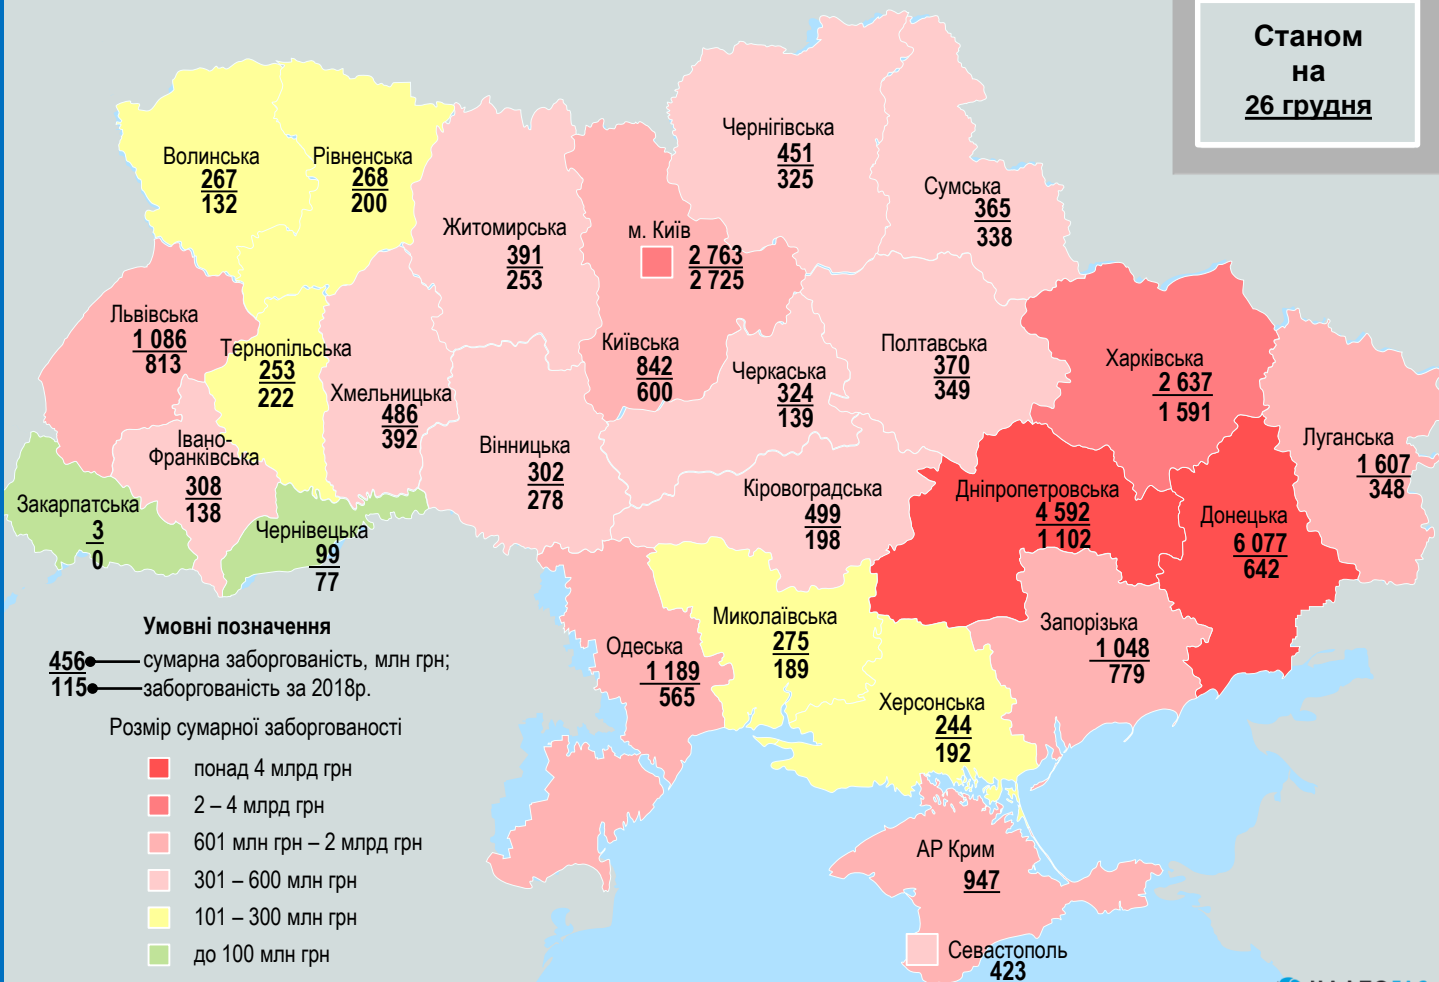 Станом
на
26 грудня
Чернігівська
451
325
Волинська
267
132
Рівненська
268
200
Сумська
365
338
Житомирська
391
253
м. Київ
2 763
2 725
Львівська
1 086
813
Тернопільська
253
222
Київська
842
600
Полтавська
370
349
Харківська
2 637
1 591
Черкаська
324
139
Хмельницька
486
392
Івано-
Франківська
308
138
Вінницька
302
278
Луганська
1 607
348
Кіровоградська
499
198
Дніпропетровська
4 592
1 102
Донецька
6 077
642
Закарпатська
3
0
Чернівецька
99
77
Миколаївська
275
189
Запорізька
1 048
779
Одеська
1 189
565
Херсонська
244
192
АР Крим
947
Севастополь
423
Умовні позначення
456 сумарна заборгованість, млн грн;
115 заборгованість за 2018р.
Розмір сумарної заборгованості
понад 4 млрд грн
2 – 4 млрд грн
601 млн грн – 2 млрд грн
301 – 600 млн грн
101 – 300 млн грн
до 100 млн грн